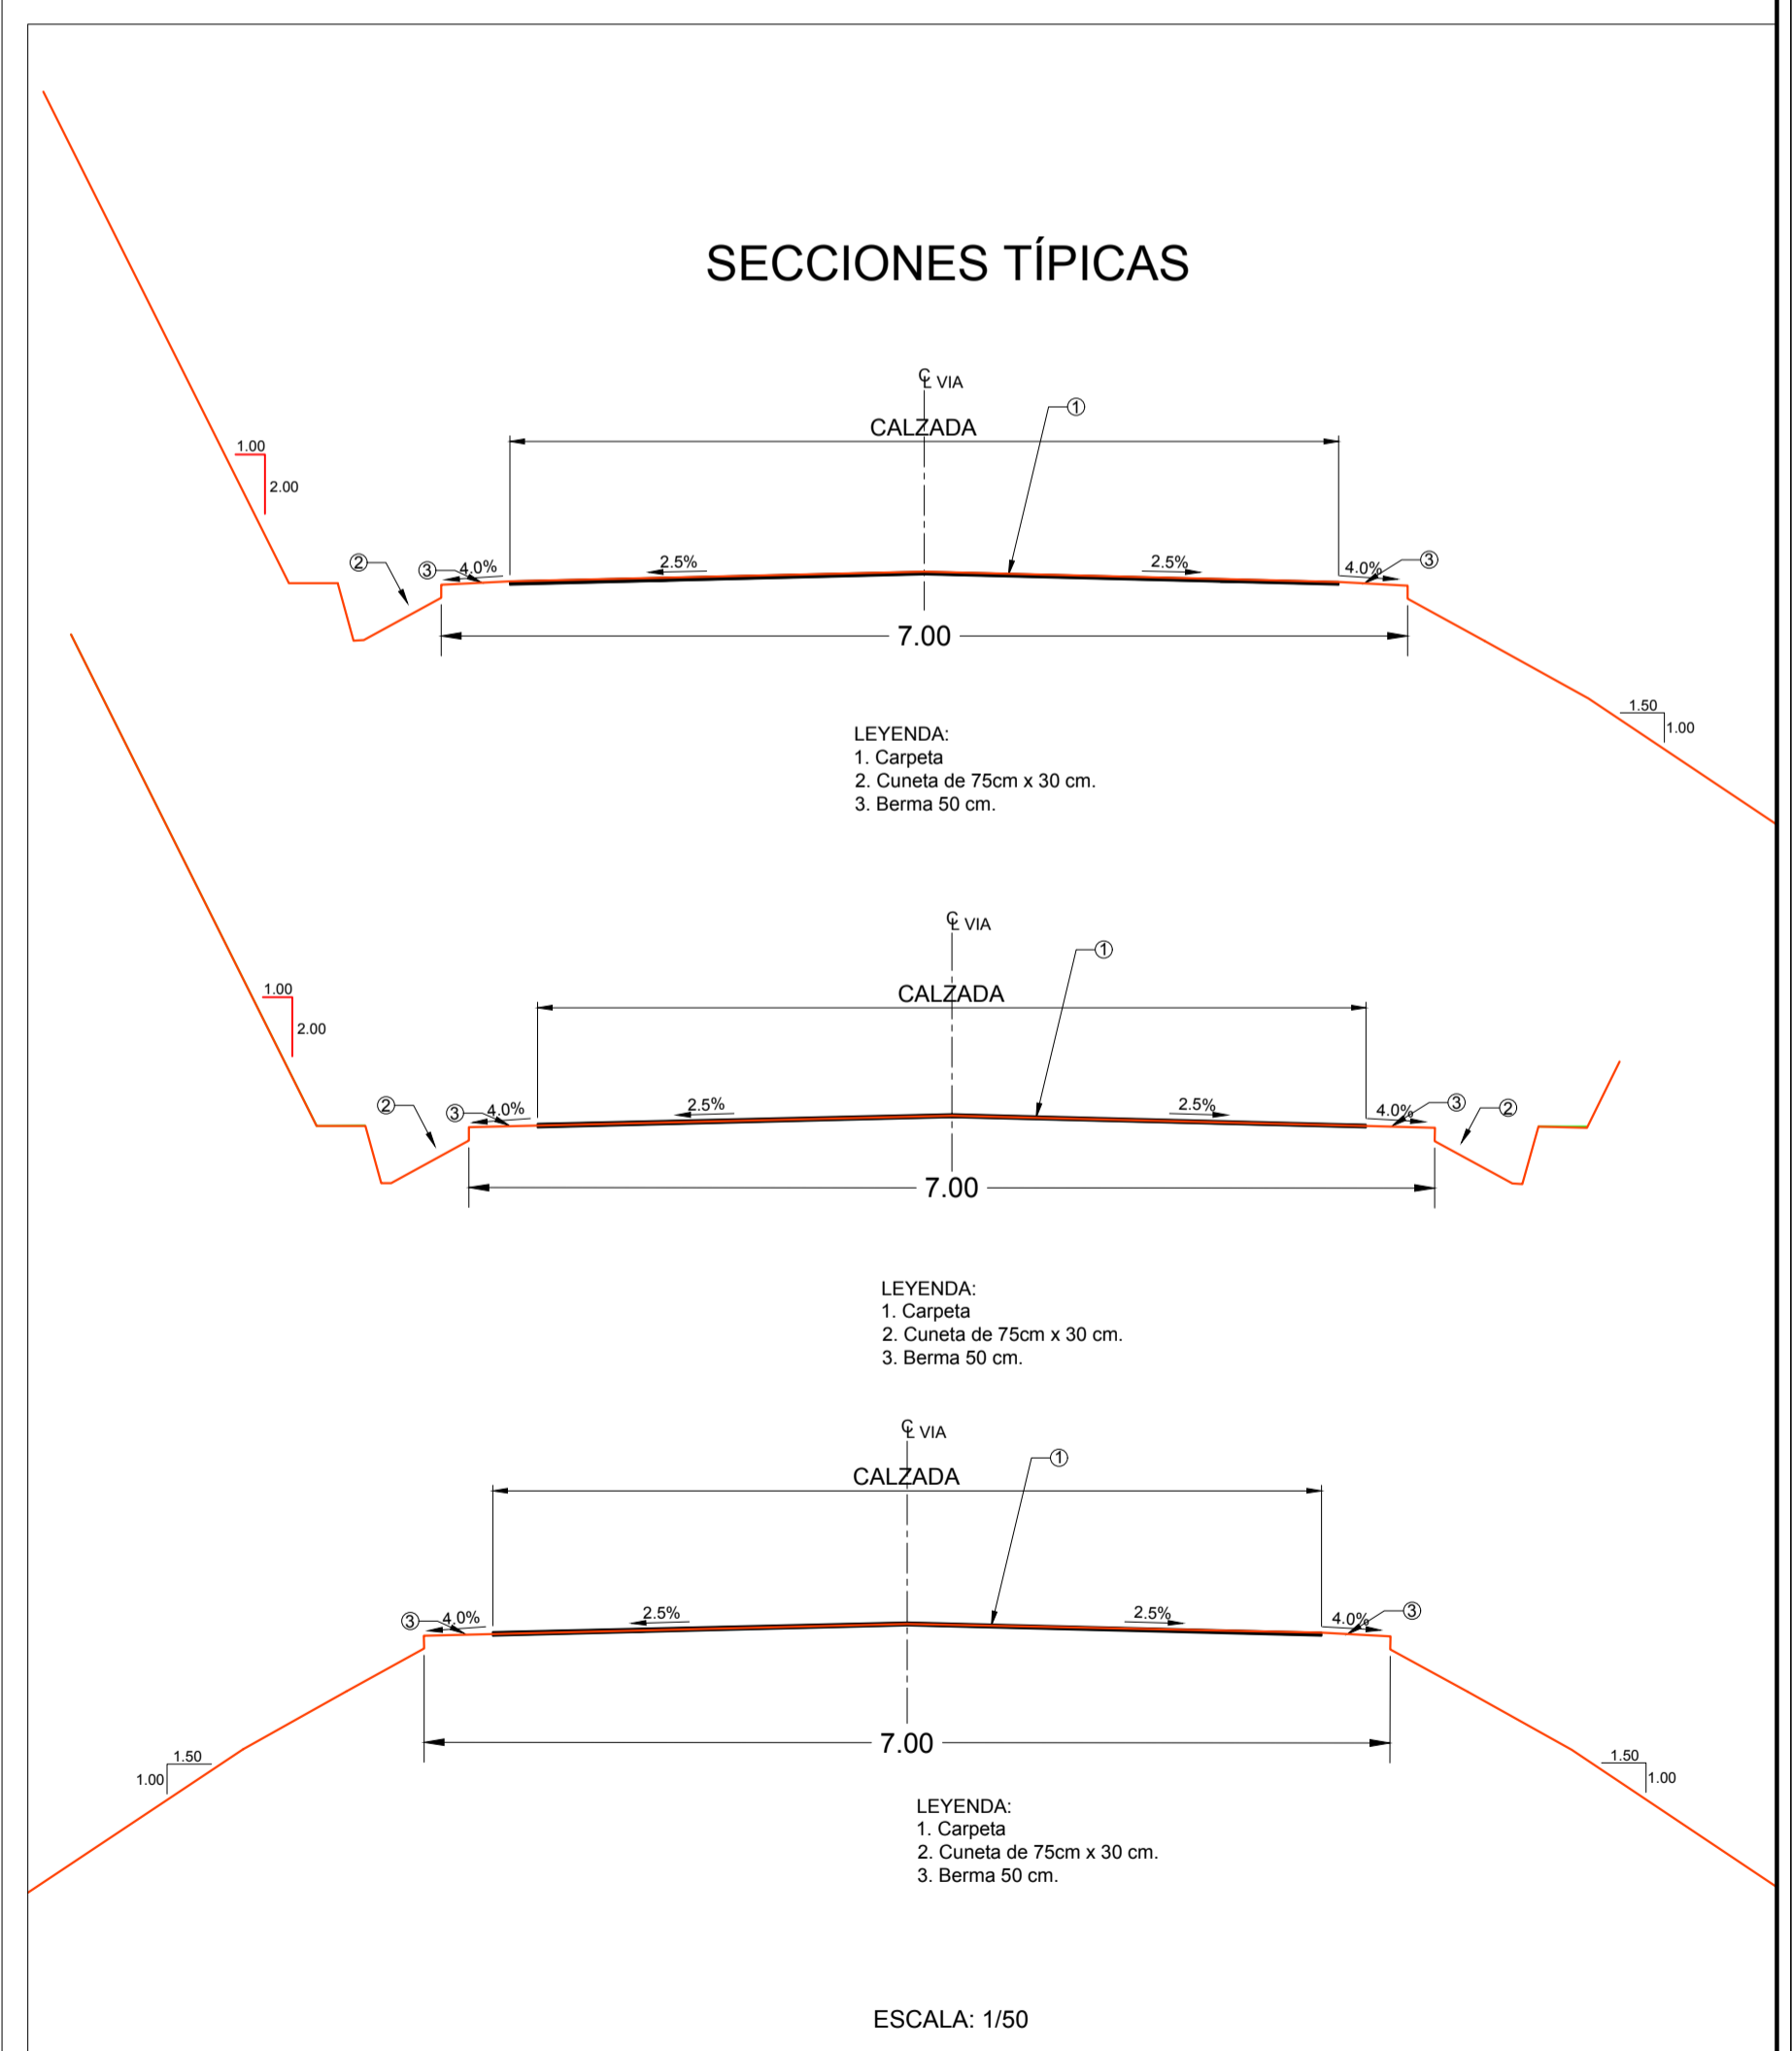 SECCIONES TÍPICAS
℄ VIA
1
CALZADA
1.00
2.00
2
3
4.0%
2.5%
2.5%
4.0%
3
7.00
1.50
1.00
LEYENDA:
1. Carpeta
2. Cuneta de 75cm x 30 cm.
3. Berma 50 cm.
℄ VIA
1
CALZADA
1.00
2.00
2
3
4.0%
2.5%
2.5%
4.0%
3
2
7.00
LEYENDA:
1. Carpeta
2. Cuneta de 75cm x 30 cm.
3. Berma 50 cm.
℄ VIA
1
CALZADA
3
4.0%
2.5%
2.5%
4.0%
3
7.00
1.50
1.00
1.50
1.00
LEYENDA:
1. Carpeta
2. Cuneta de 75cm x 30 cm.
3. Berma 50 cm.
ESCALA: 1/50